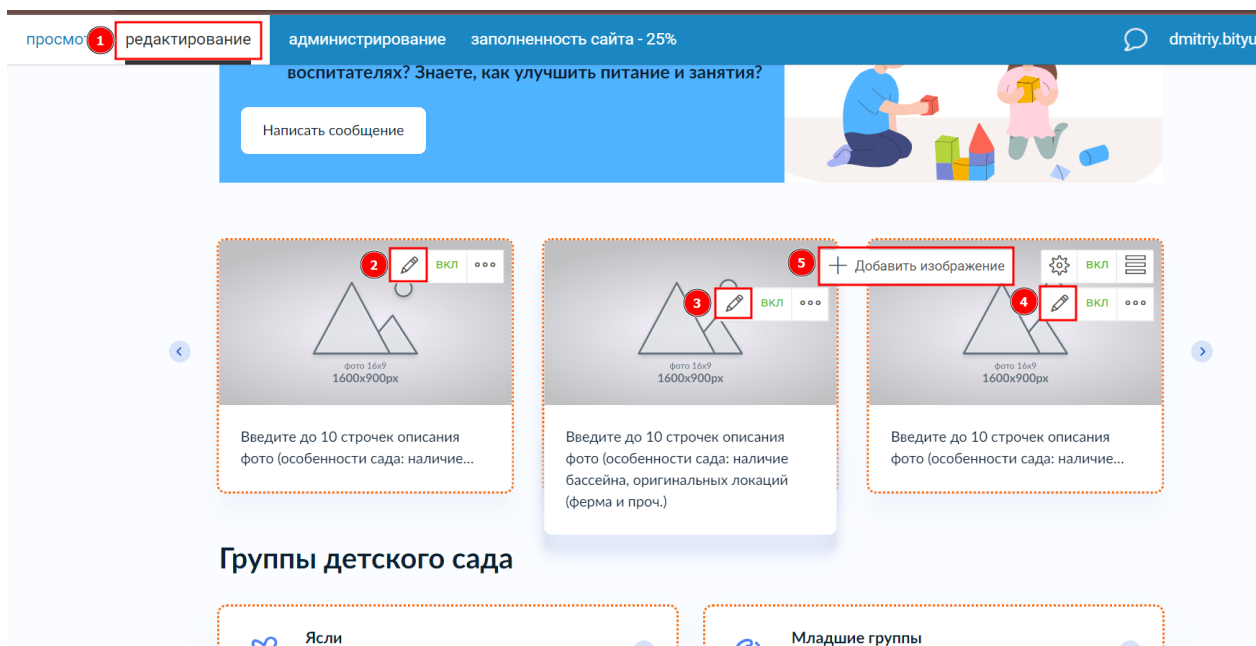 просмот 1 редактирование администрирование заполненность сайта - 25% dmitriy.bityu
воспитателях? Знаете, как улучшить питание и занятия?
Написать сообщение
2 вкл
5 + Добавить изображение вкл
3 вкл
4 вкл
фото 16x9
1600x900px
фото 16x9
1600x900px
фото 16x9
1600x900px
Введите до 10 строчек описания
фото (особенности сада: наличие...
Введите до 10 строчек описания
фото (особенности сада: наличие
бассейна, оригинальных локаций
(ферма и проч.)
Введите до 10 строчек описания
фото (особенности сада: наличие...
Группы детского сада
Ясли
Младшие группы